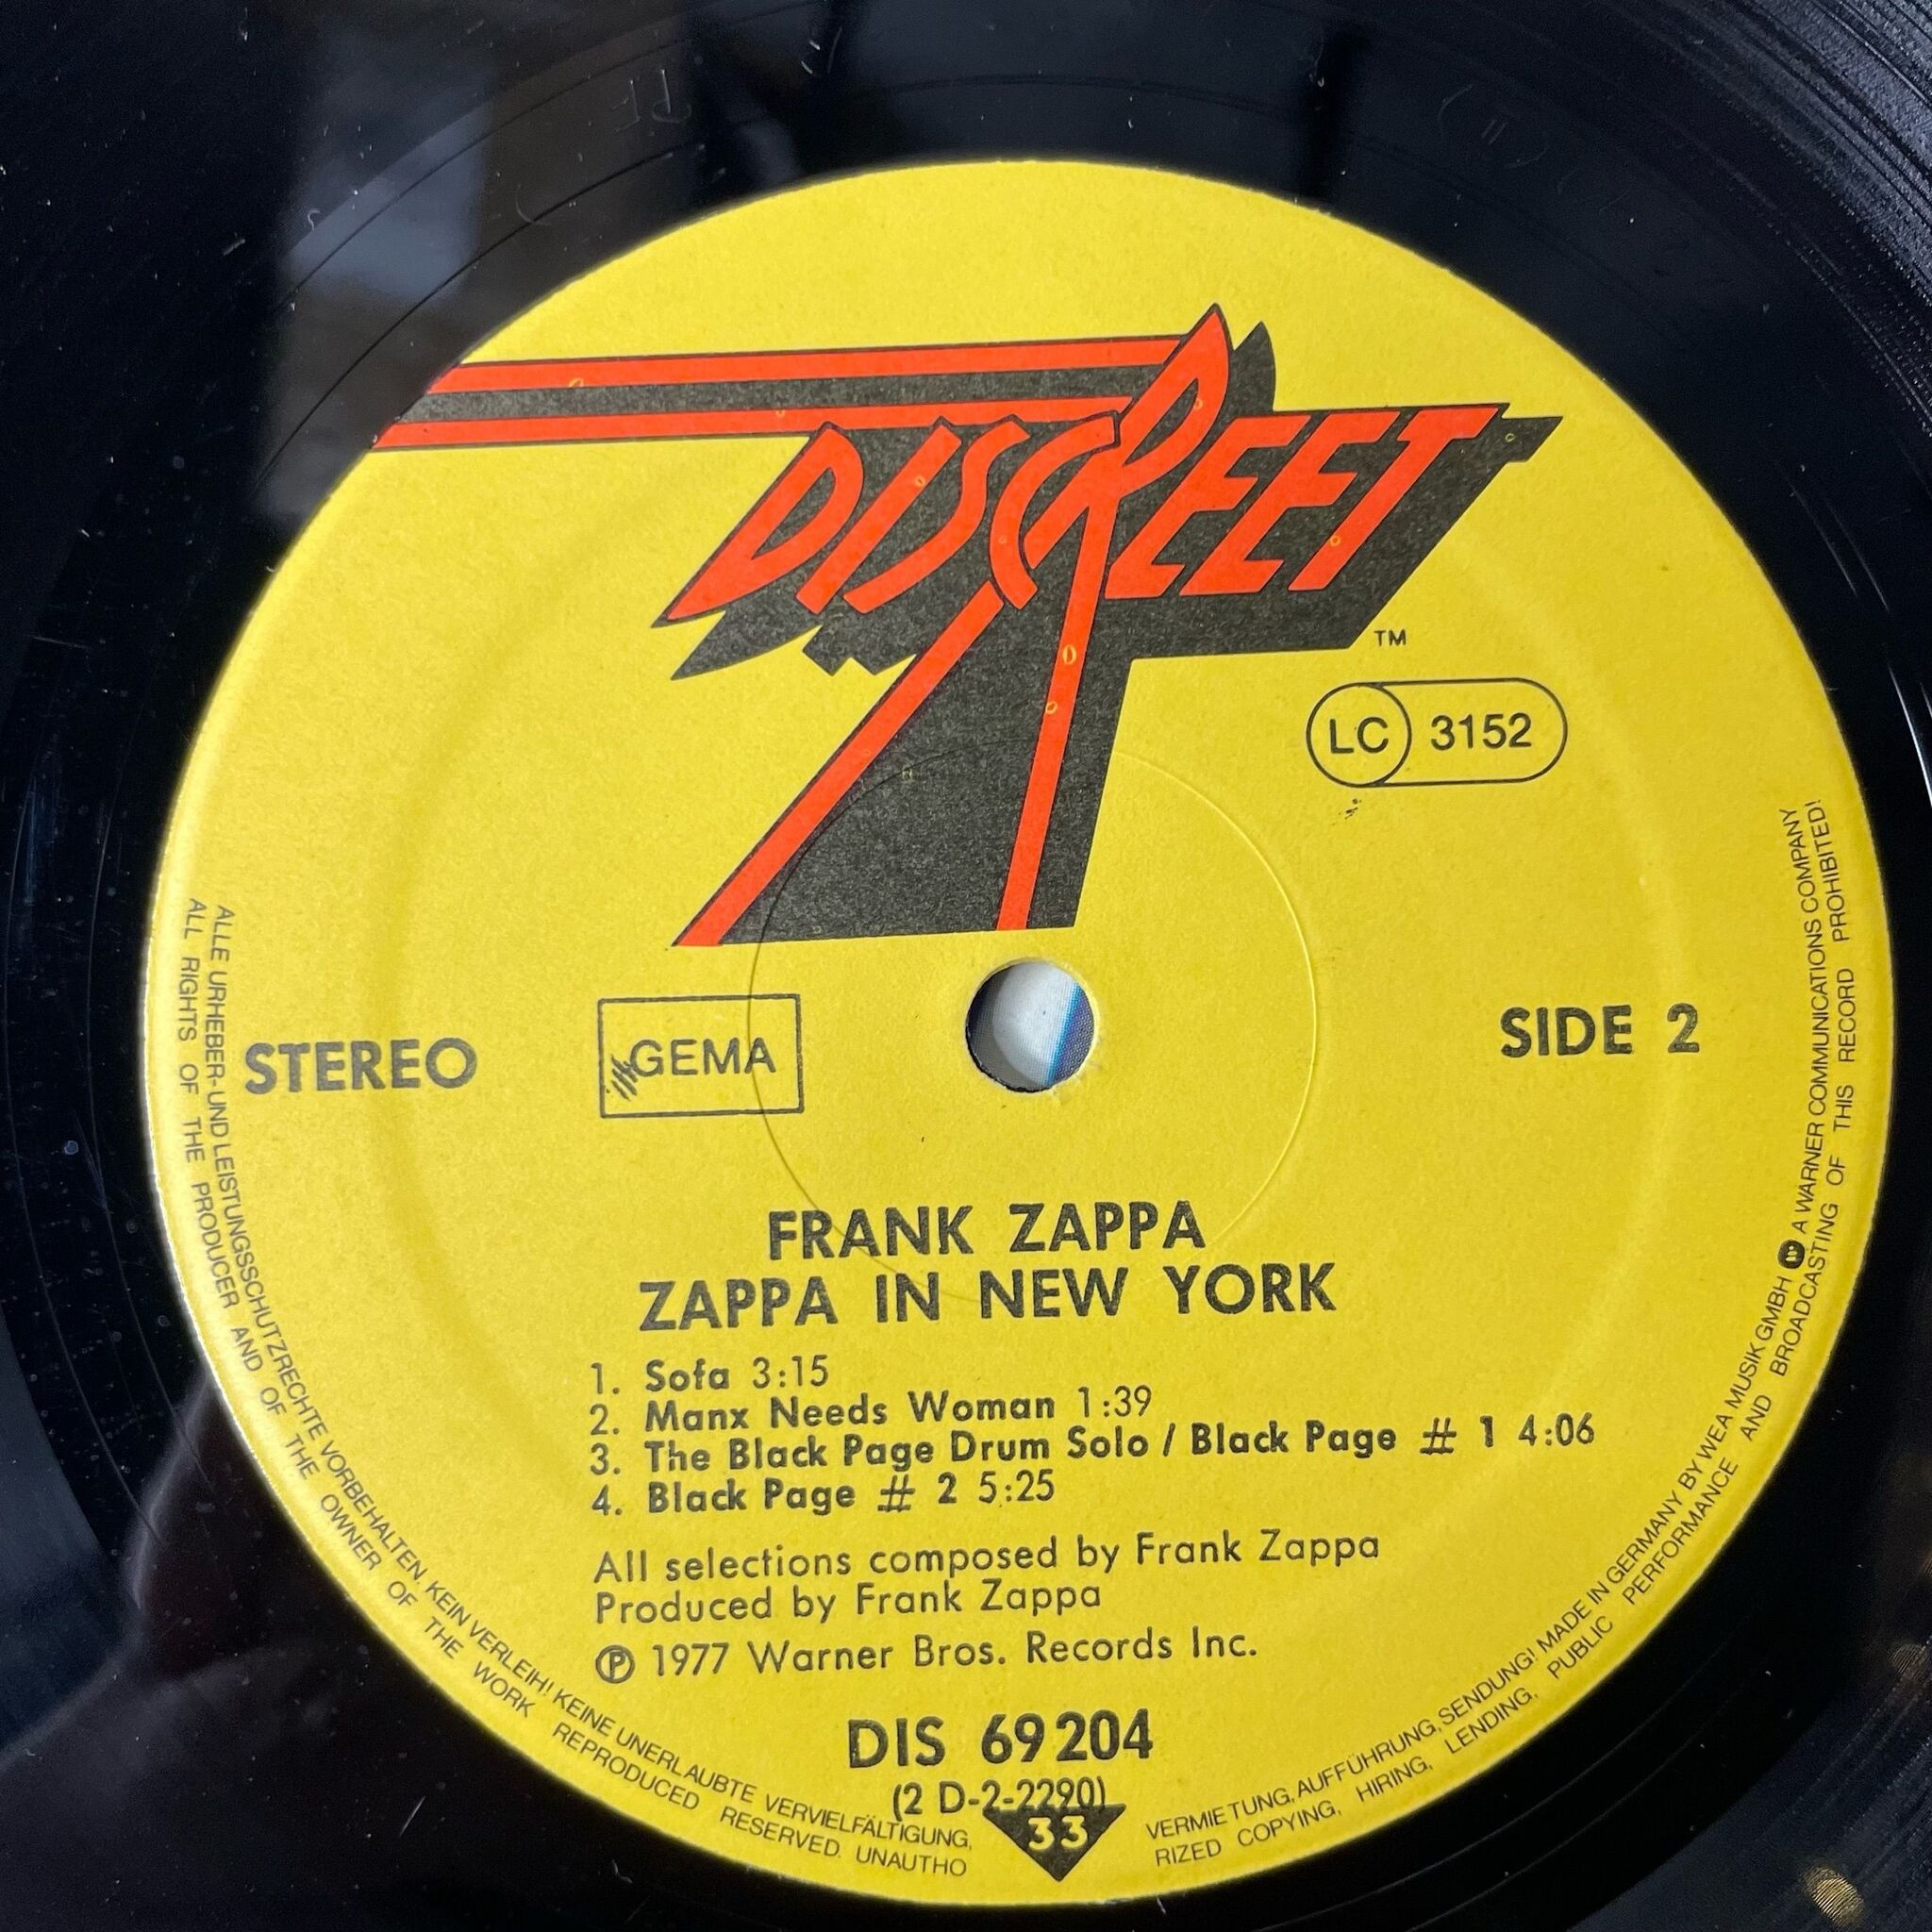 DISCREET
TM
LC 3152
STEREO
GEMA
SIDE 2
FRANK ZAPPA
ZAPPA IN NEW YORK
1. Sofa 3:15
2. Manx Needs Woman 1:39
3. The Black Page Drum Solo / Black Page # 1 4:06
4. Black Page # 2 5:25
All selections composed by Frank Zappa
Produced by Frank Zappa
℗ 1977 Warner Bros. Records Inc.
DIS 69 204
(2 D-2-2290)
33
ALLE URHEBER- UND LEISTUNGSSCHUTZRECHTE VORBEHALTEN KEIN VERLEIH! KEINE UNERLAUBTE VERVIELFÄLTIGUNG, VERMIETUNG, AUFFÜHRUNG, SENDUNG! MADE IN GERMANY BY WEA MUSIK GMBH A WARNER COMMUNICATIONS COMPANY
ALL RIGHTS OF THE PRODUCER AND OF THE OWNER OF THE WORK REPRODUCED RESERVED. UNAUTHORIZED COPYING, HIRING, LENDING, PUBLIC PERFORMANCE AND BROADCASTING OF THIS RECORD PROHIBITED!